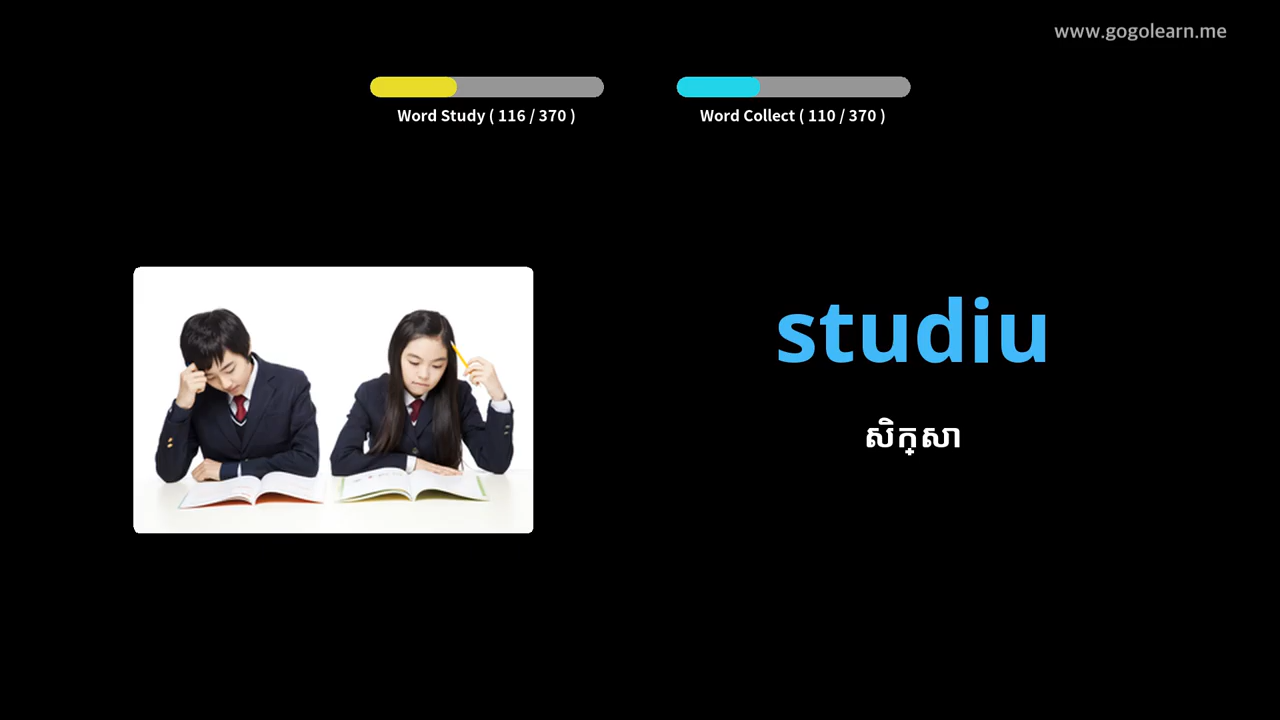 www.gogolearn.me
Word Study ( 116 / 370 )
Word Collect ( 110 / 370 )
studiu
សិក្សា